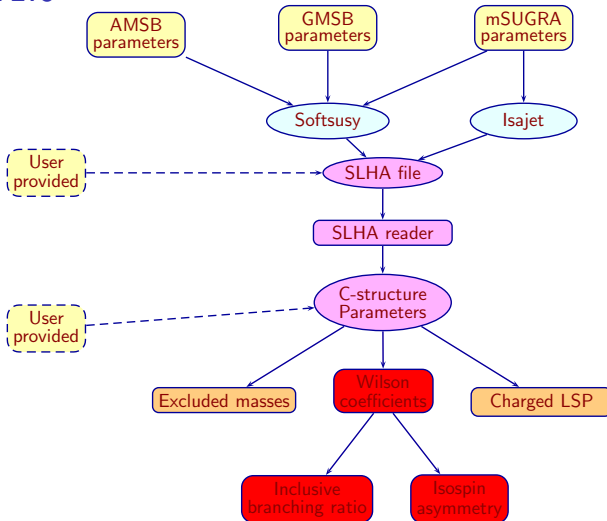 AMSB
parameters
GMSB
parameters
mSUGRA
parameters
Softsusy
Isajet
User
provided
SLHA file
SLHA reader
C-structure
Parameters
User
provided
Excluded masses
Wilson
coefficients
Charged LSP
Inclusive
branching ratio
Isospin
asymmetry